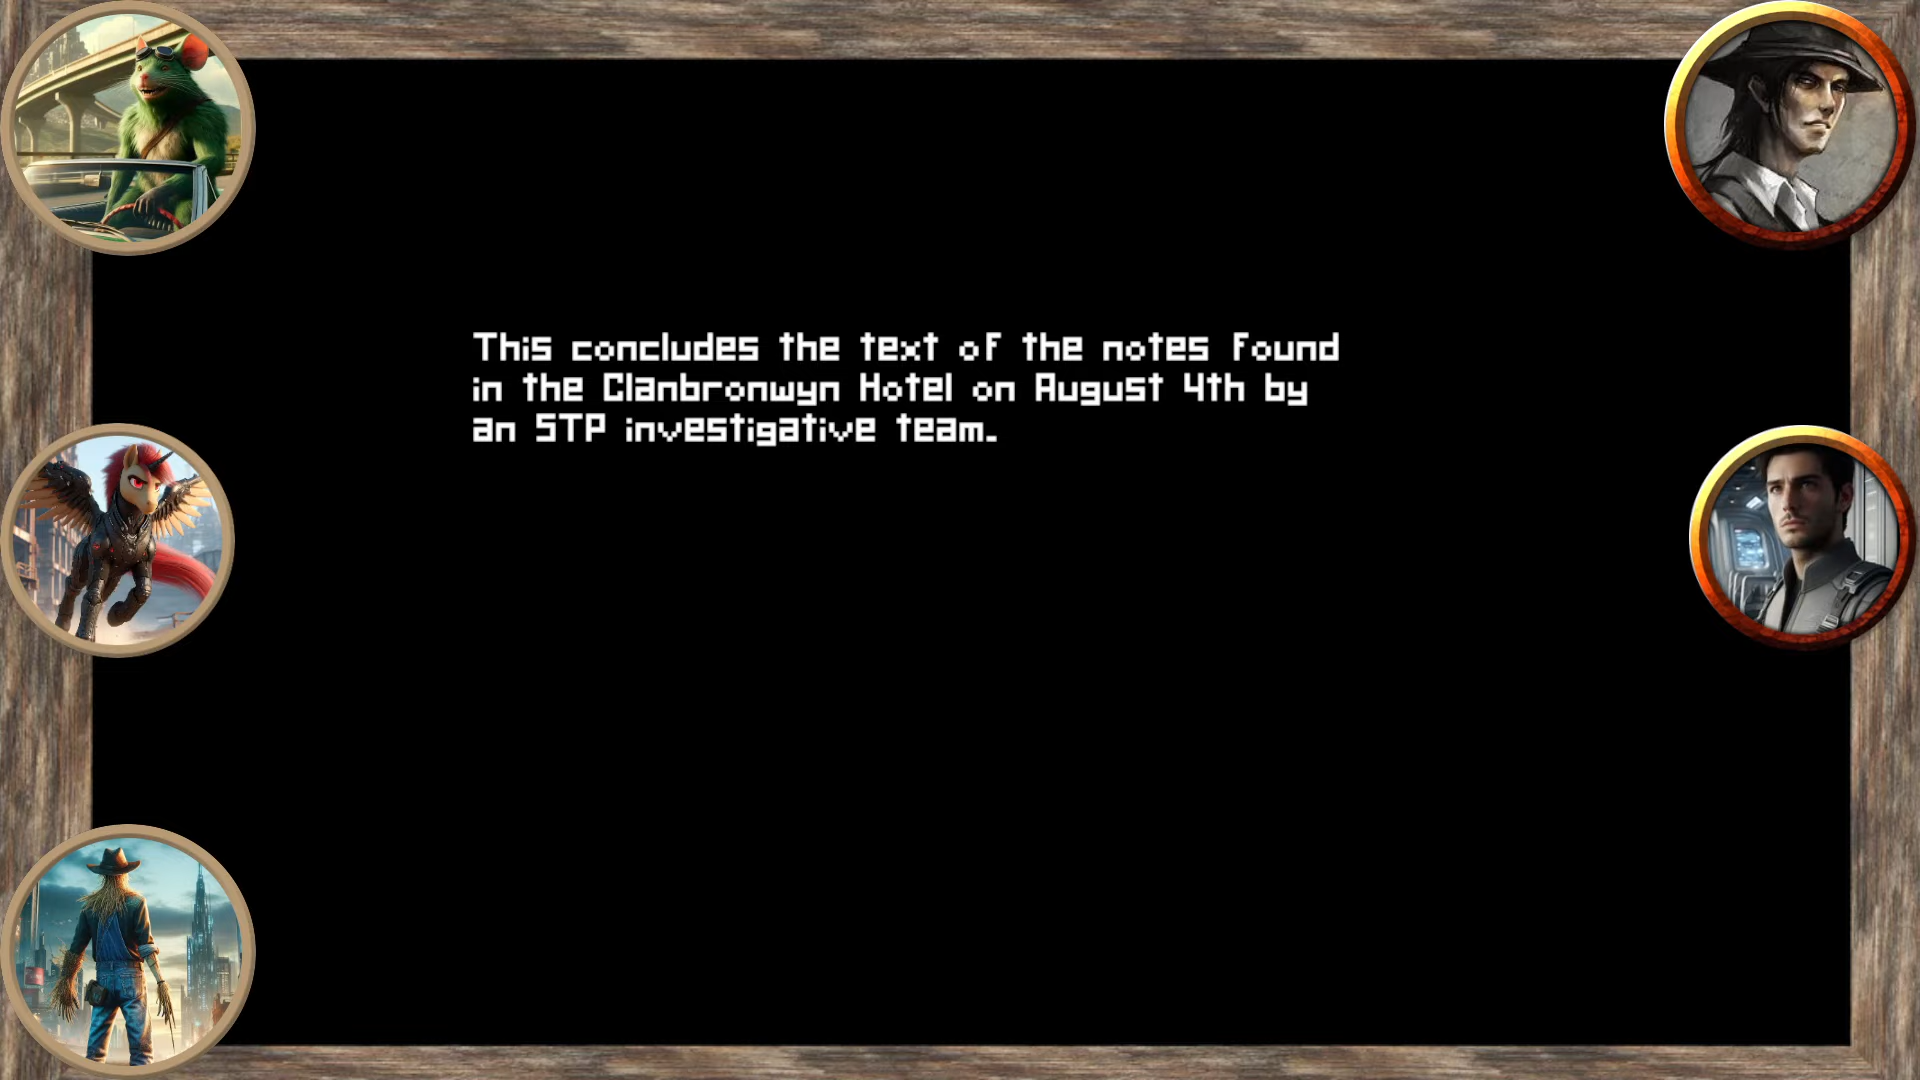 This concludes the text of the notes found
in the Clanbronwyn Hotel on August 4th by
an STP investigative team.